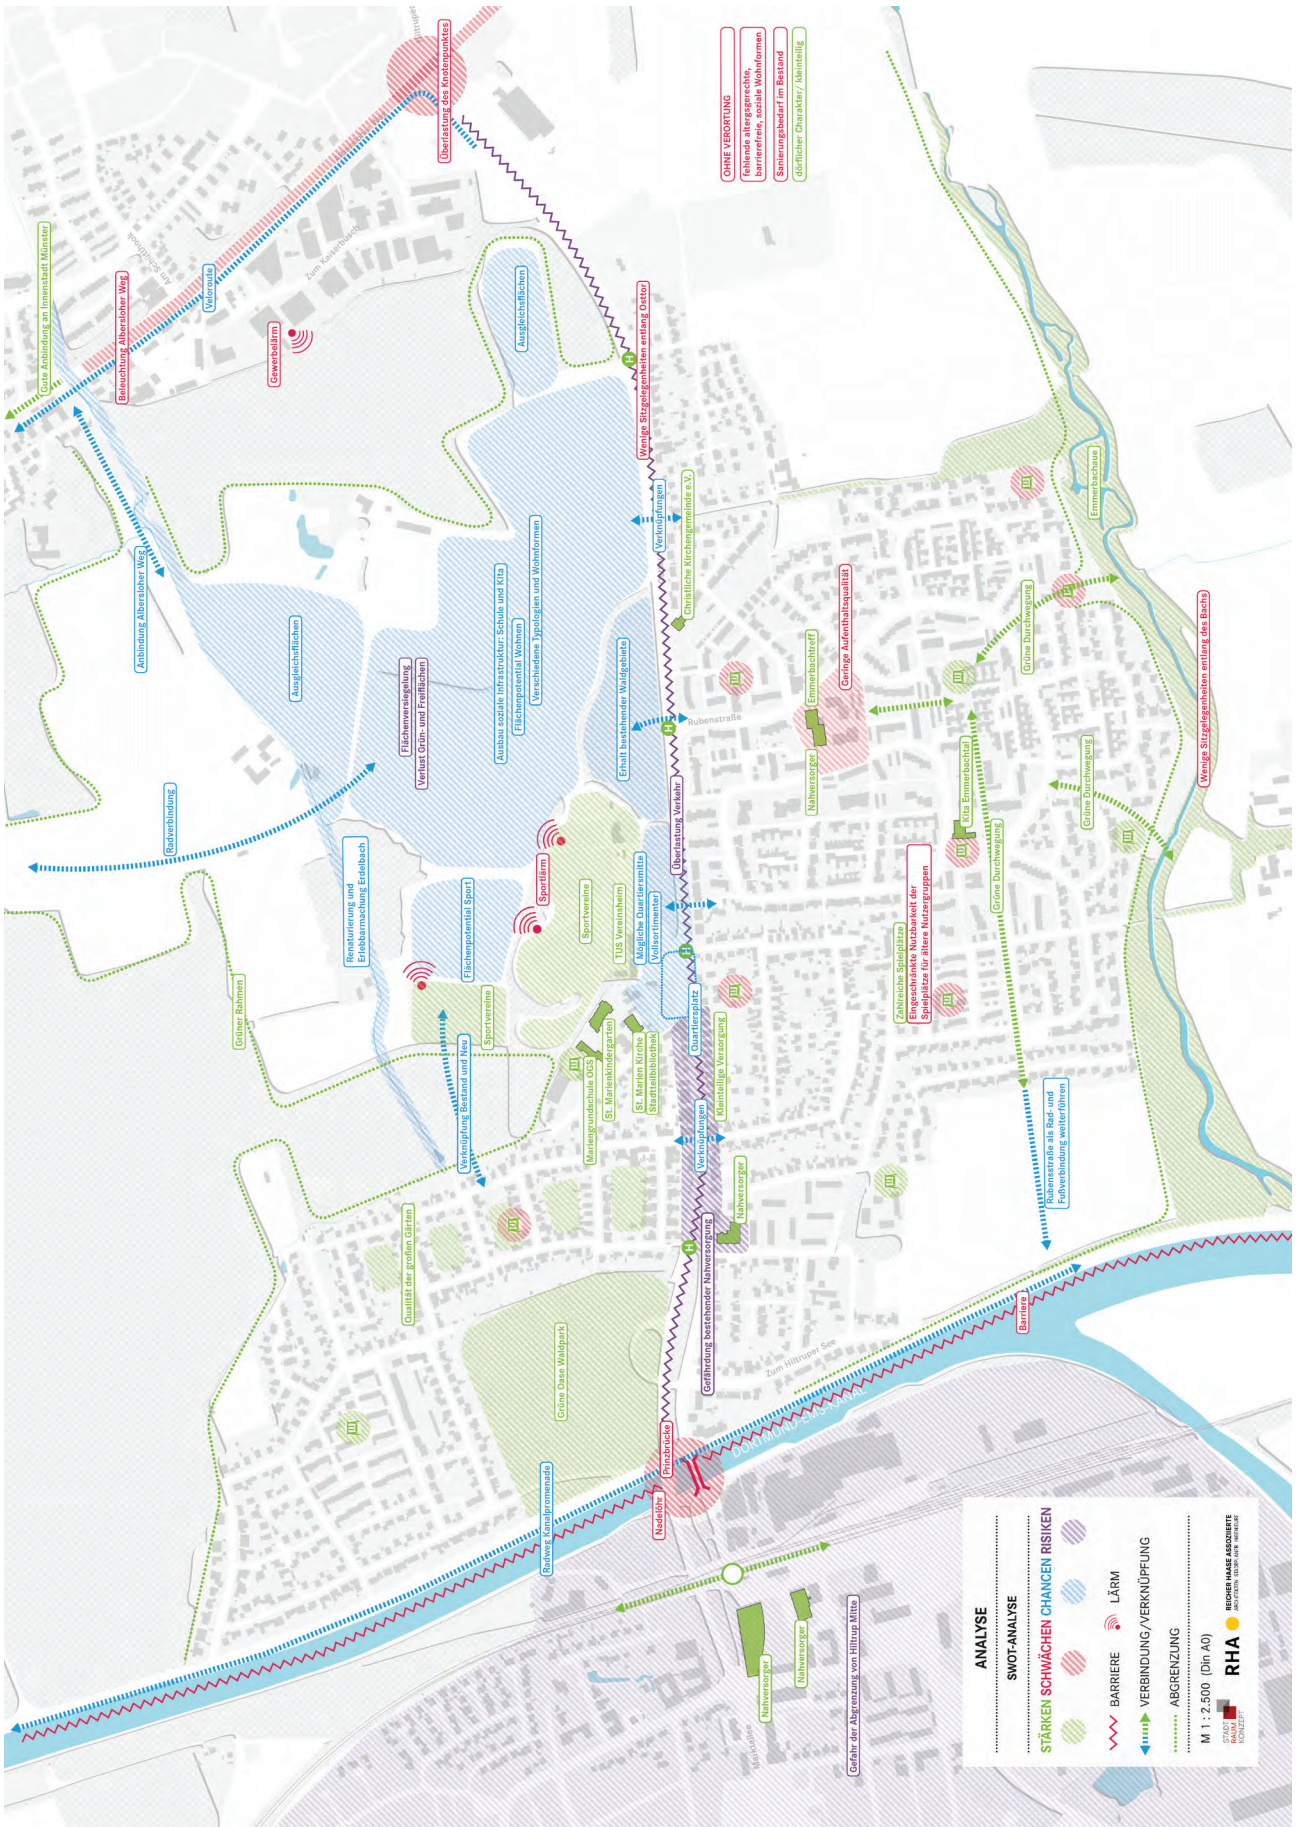 Gute Anbindung an Innenstadt Münster
Beleuchtung Albersloher Weg
Am Schütthook
Veloroute
Zum Kaiserbusch
Gewerbelärm
Überlastung des Knotenpunktes
Anbindung Albersloher Weg
Ausgleichsflächen
Wenige Sitzgelegenheiten entlang Osttor
OHNE VERORTUNG
fehlende altergsgerechte,
barrierefreie, soziale Wohnformen
Sanierungsbedarf im Bestand
dörflicher Charakter/ kleinteilig
Radverbindung
Ausgleichsflächen
Flächenversiegelung
Verlust Grün- und Freiflächen
Ausbau soziale Infrastruktur: Schule und Kita
Flächenpotential Wohnen
Verschiedene Typologien und Wohnformen
Erhalt bestehender Waldgebiete
H
Verknüpfungen
Christliche Kirchengemeinde e.V.
H
Rubenstraße
Emmerbachtreff
Nahversorger
Geringe Aufenthaltsqualität
Emmerbachaue
Grüne Durchwegung
Wenige Sitzgelegenheiten entlang des Bachs
Grüner Rahmen
Renaturierung und
Erlebbarmachung Erdelbach
Flächenpotential Sport
Sportlärm
Sportvereine
TUS Vereinsheim
Mögliche Quartiersmitte
Vollsortimenter
Überlastung Verkehr
Kita Emmerbachtal
Grüne Durchwegung
Grüne Durchwegung
Zahlreiche Spielplätze
Eingeschränkte Nutzbarkeit der
Spielplätze für ältere Nutzergruppen
Verknüpfung Bestand und Neu
Sportvereine
Mariengrundschule OGS
St. Marienkindergarten
St. Marien Kirche
Stadtteilbibliothek
H
Quartiersplatz
Kleinteilige Versorgung
Verknüpfungen
Qualität der großen Gärten
H
Nahversorger
Gefährdung bestehender Nahversorgung
Rubensstraße als Rad- und
Fußverbindung weiterführen
Grüne Oase Waldpark
Zum Hiltruper See
Barriere
Radweg Kanalpromenade
Prinzbrücke
Nadelöhr
DORTMUND-EMS-KANAL
Nahversorger
Nahversorger
Marktallee
Gefahr der Abgrenzung von Hiltrup Mitte
ANALYSE
SWOT-ANALYSE
STÄRKEN SCHWÄCHEN CHANCEN RISIKEN
BARRIERE LÄRM
VERBINDUNG/VERKNÜPFUNG
ABGRENZUNG
M 1 : 2.500 (Din A0)
STADT
RAUM
KONZEPT
RHA REICHER HAASE ASSOZIIERTE